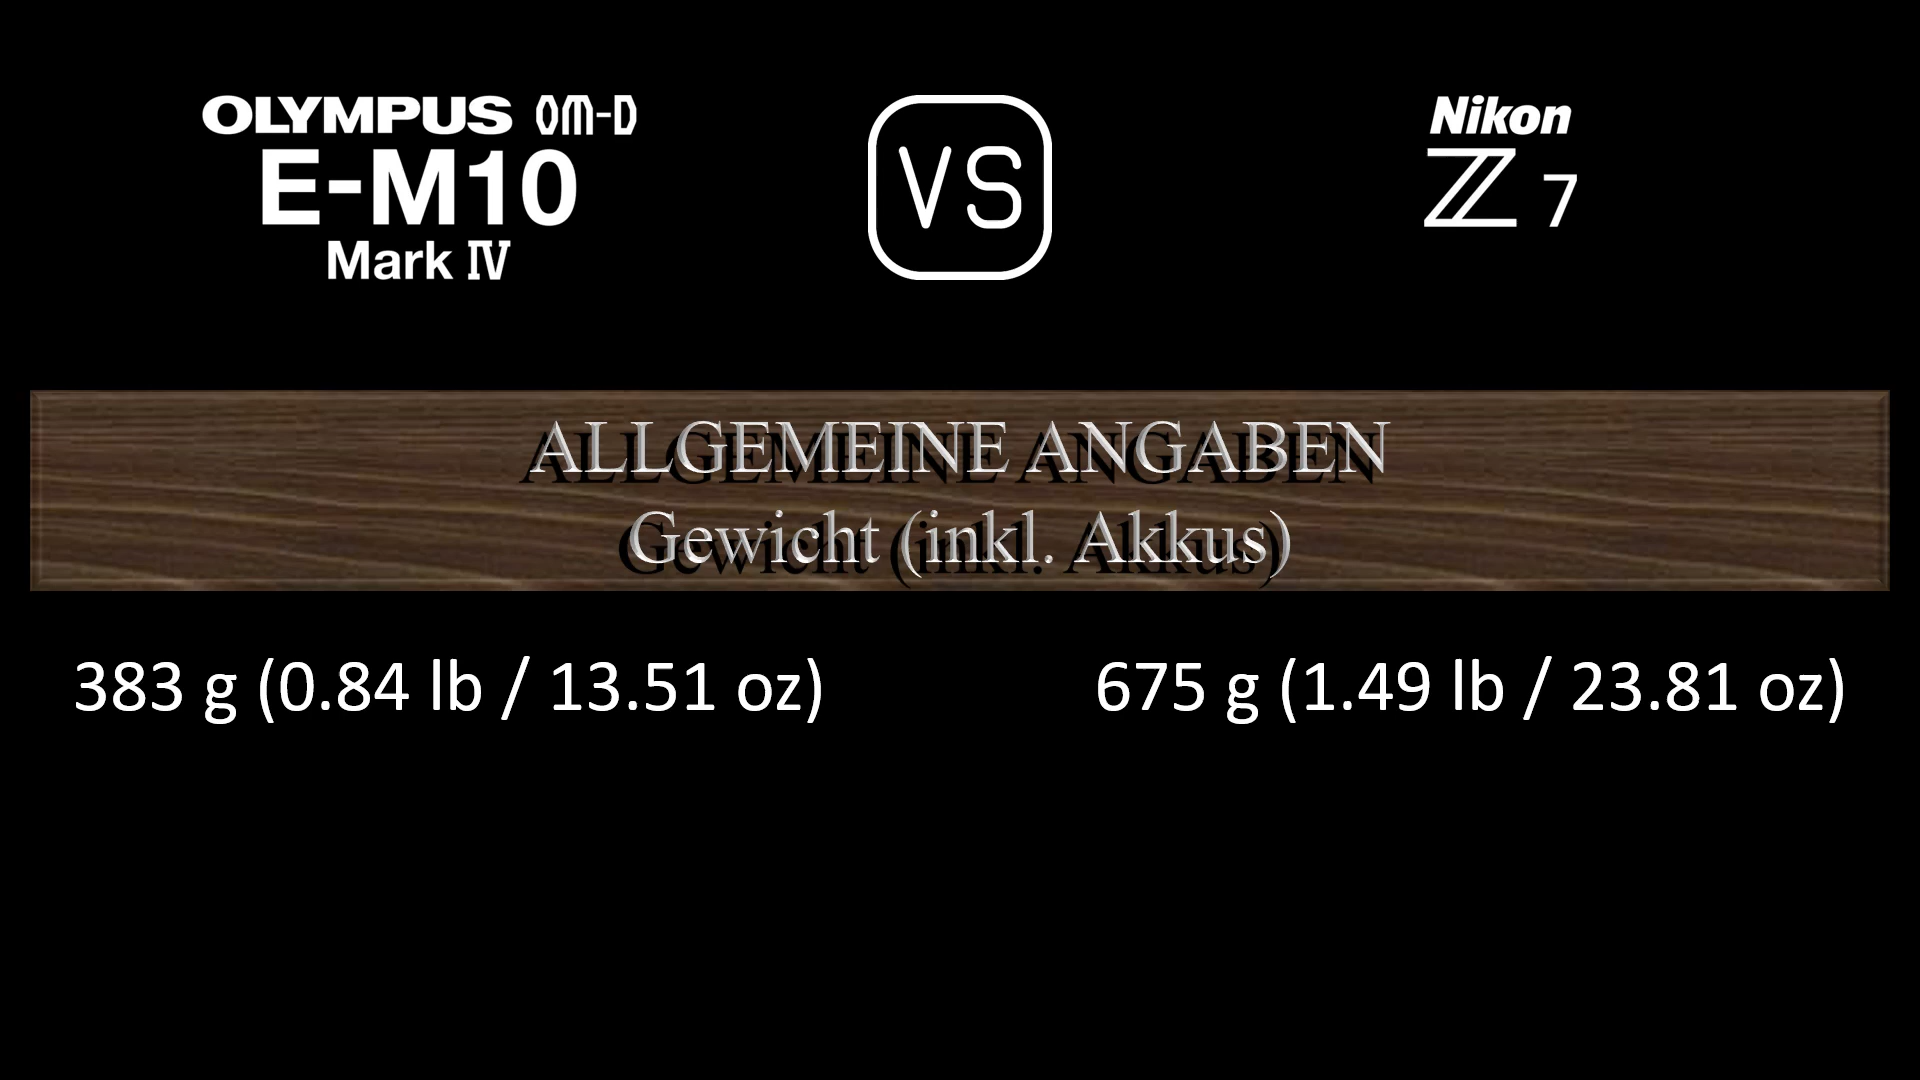 OLYMPUS OM-D
E-M10
Mark IV
VS
Nikon
Z 7
ALLGEMEINE ANGABEN
Gewicht (inkl. Akkus)
383 g (0.84 lb / 13.51 oz)
675 g (1.49 lb / 23.81 oz)